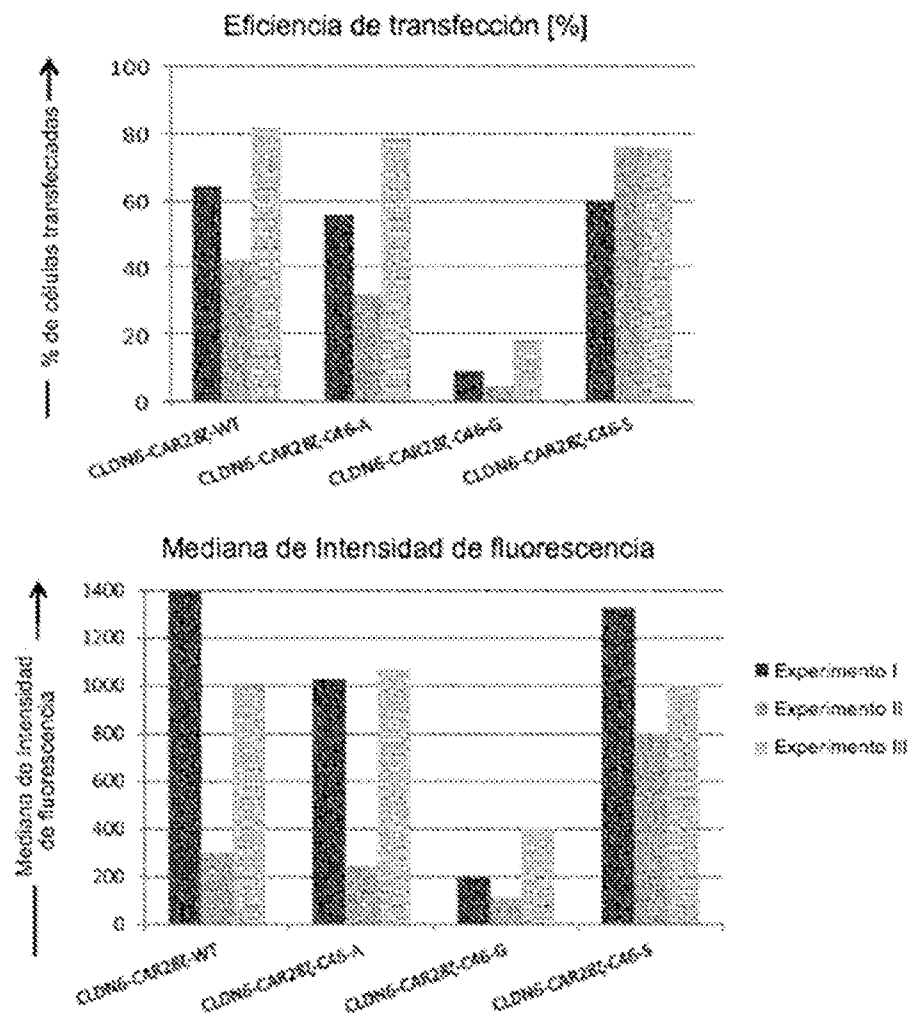 Eficiencia de transfección [%]
% de células transfectadas
100
80
60
40
20
0
CLDN6-CAR28ζ-WT
CLDN6-CAR28ζ-C46-A
CLDN6-CAR28ζ-C46-G
CLDN6-CAR28ζ-C46-S
Mediana de Intensidad de fluorescencia
Mediana de Intensidad
de fluorescencia
1400
1200
1000
800
600
400
200
0
CLDN6-CAR28ζ-WT
CLDN6-CAR28ζ-C46-A
CLDN6-CAR28ζ-C46-G
CLDN6-CAR28ζ-C46-S
Experimento I
Experimento II
Experimento III